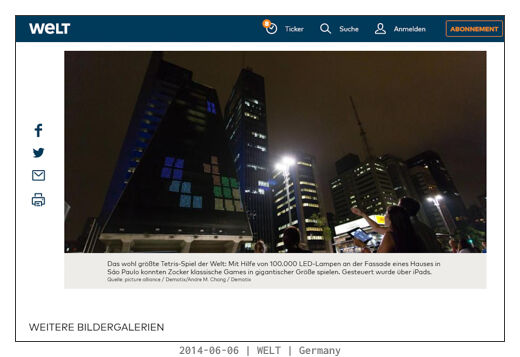 WELT
Ticker
Suche
Anmelden
ABONNEMENT
Das wohl größte Tetris-Spiel der Welt: Mit Hilfe von 100.000 LED-Lampen an der Fassade eines Hauses in
São Paulo konnten Zocker klassische Games in gigantischer Größe spielen. Gesteuert wurde über iPads.
Quelle: picture alliance / Demotix/Andre M. Chang / Demotix
WEITERE BILDERGALERIEN
2014-06-06 | WELT | Germany